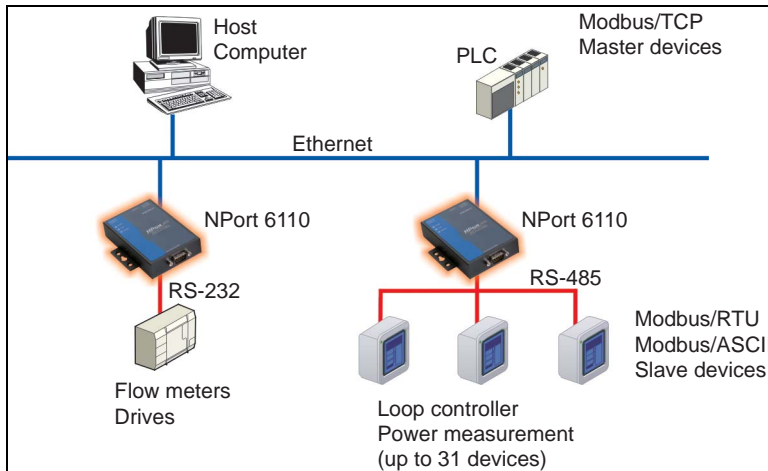 Host
Computer
PLC
Modbus/TCP
Master devices
Ethernet
NPort 6110
NPort 6110
RS-232
RS-485
Flow meters
Drives
Loop controller
Power measurement
(up to 31 devices)
Modbus/RTU
Modbus/ASCI
Slave devices